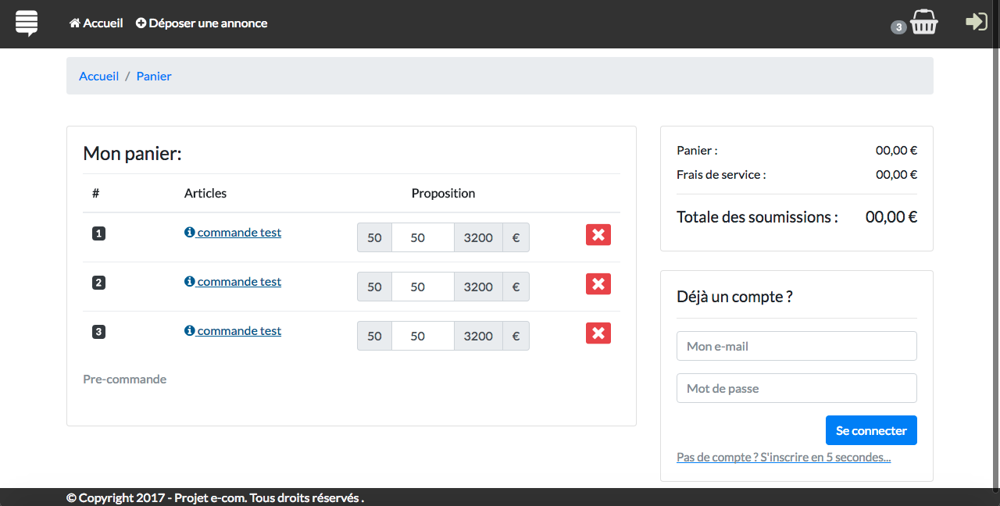 Accueil Déposer une annonce 3
Accueil / Panier
Mon panier:
# Articles Proposition
1 commande test 50 50 3200 €
2 commande test 50 50 3200 €
3 commande test 50 50 3200 €
Pre-commande
Panier : 00,00 €
Frais de service : 00,00 €
Totale des soumissions : 00,00 €
Déjà un compte ?
Mon e-mail
Mot de passe
Se connecter
Pas de compte ? S'inscrire en 5 secondes...
© Copyright 2017 - Projet e-com. Tous droits réservés .